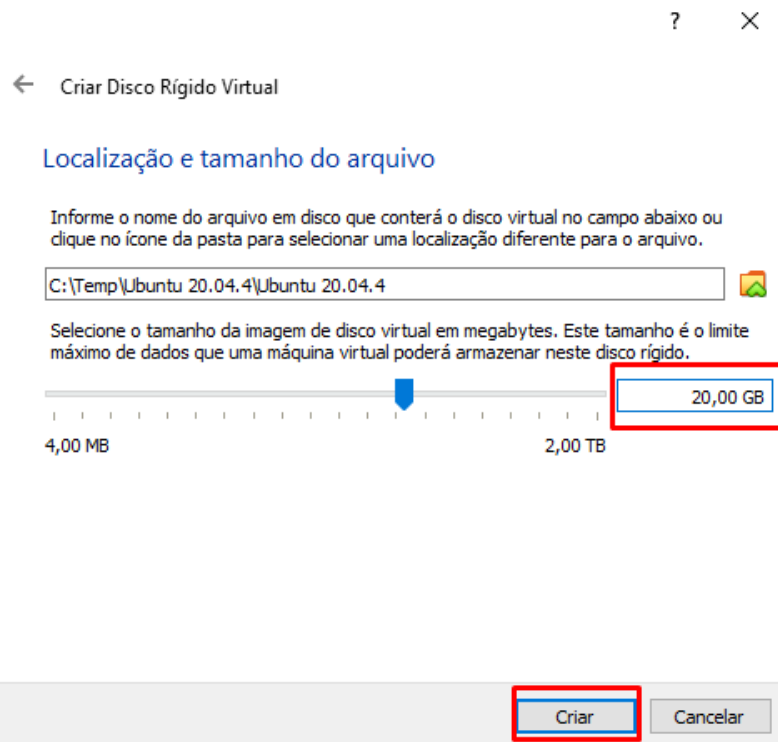 ?
Criar Disco Rígido Virtual
Localização e tamanho do arquivo
Informe o nome do arquivo em disco que conterá o disco virtual no campo abaixo ou
clique no ícone da pasta para selecionar uma localização diferente para o arquivo.
C:\Temp\Ubuntu 20.04.4\Ubuntu 20.04.4
Selecione o tamanho da imagem de disco virtual em megabytes. Este tamanho é o limite
máximo de dados que uma máquina virtual poderá armazenar neste disco rígido.
20,00 GB
4,00 MB 2,00 TB
Criar Cancelar